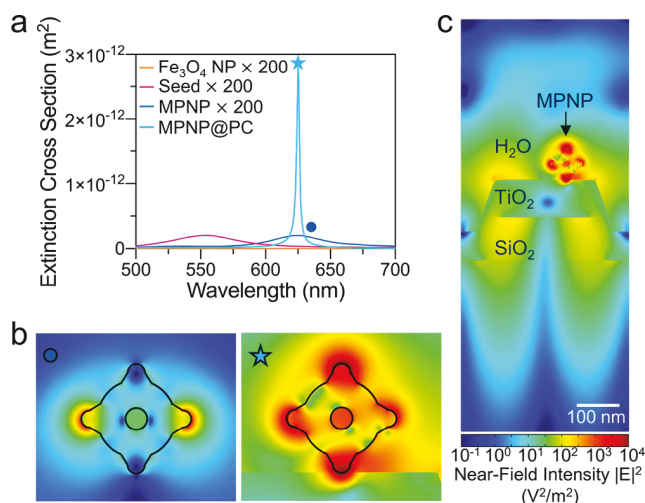 a
Extinction Cross Section (m²)
3×10⁻¹²
2×10⁻¹²
1×10⁻¹²
0
Fe₃O₄ NP × 200
Seed × 200
MPNP × 200
MPNP@PC
500
550
600
650
700
Wavelength (nm)
b
c
MPNP
H₂O
TiO₂
SiO₂
100 nm
10⁻¹ 10⁰ 10¹ 10² 10³ 10⁴
Near-Field Intensity |E|²
(V²/m²)